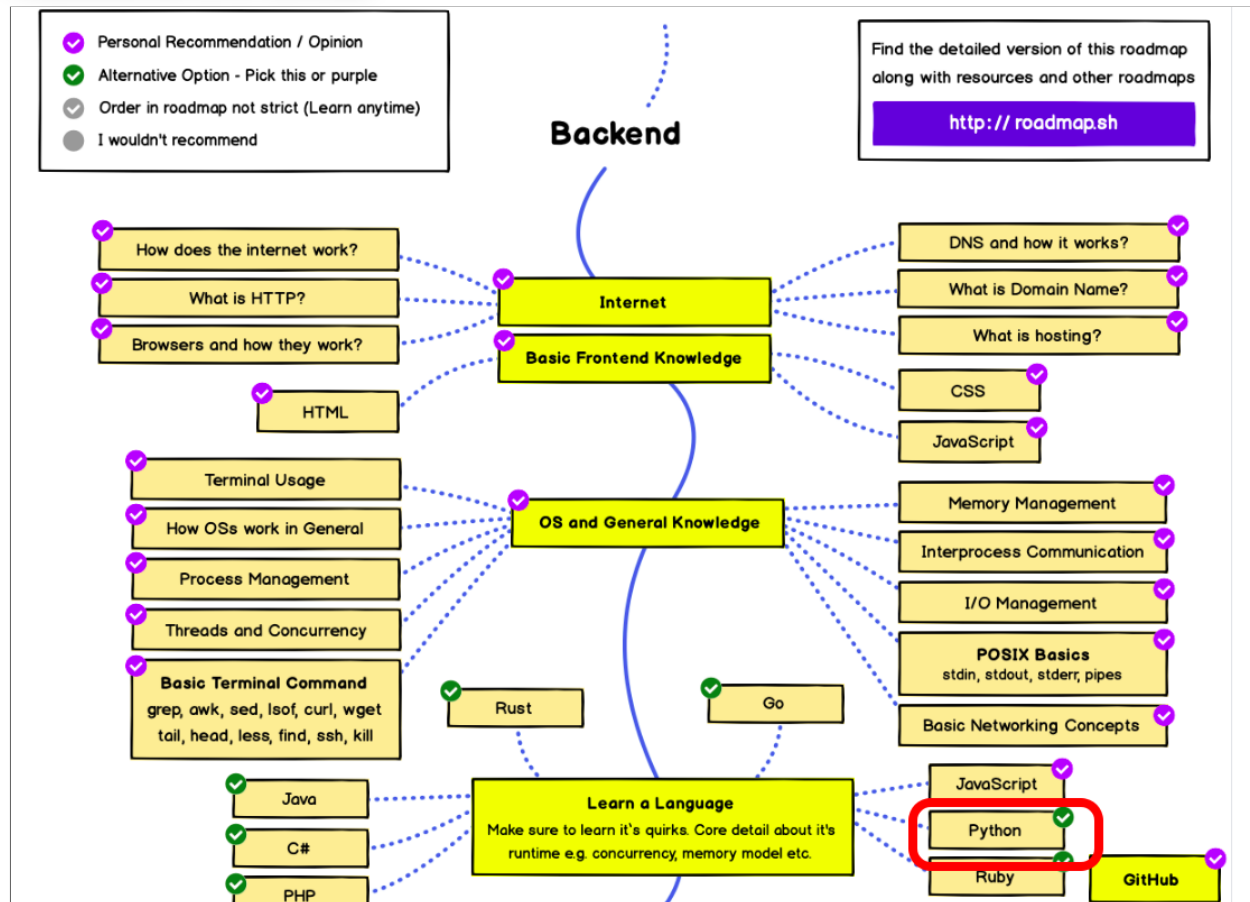 Personal Recommendation / Opinion
Alternative Option - Pick this or purple
Order in roadmap not strict (Learn anytime)
I wouldn't recommend
Find the detailed version of this roadmap
along with resources and other roadmaps
http:// roadmap.sh
Backend
How does the internet work?
What is HTTP?
Browsers and how they work?
HTML
Internet
Basic Frontend Knowledge
DNS and how it works?
What is Domain Name?
What is hosting?
CSS
JavaScript
Terminal Usage
How OSs work in General
Process Management
Threads and Concurrency
Basic Terminal Command
grep, awk, sed, lsof, curl, wget
tail, head, less, find, ssh, kill
OS and General Knowledge
Memory Management
Interprocess Communication
I/O Management
POSIX Basics
stdin, stdout, stderr, pipes
Basic Networking Concepts
Rust
Go
Java
C#
PHP
Learn a Language
Make sure to learn it`s quirks. Core detail about it's
runtime e.g. concurrency, memory model etc.
JavaScript
Python
Ruby
GitHub